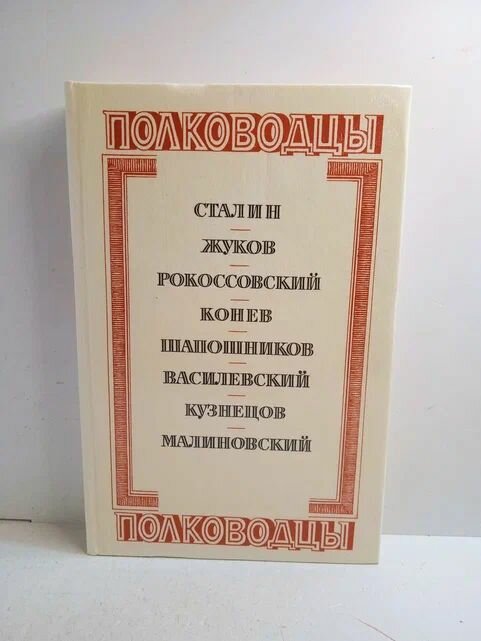 ПОЛКОВОДЦЫ
СТАЛИН
ЖУКОВ
РОКОССОВСКИЙ
КОНЕВ
ШАПОШНИКОВ
ВАСИЛЕВСКИЙ
КУЗНЕЦОВ
МАЛИНОВСКИЙ
ПОЛКОВОДЦЫ